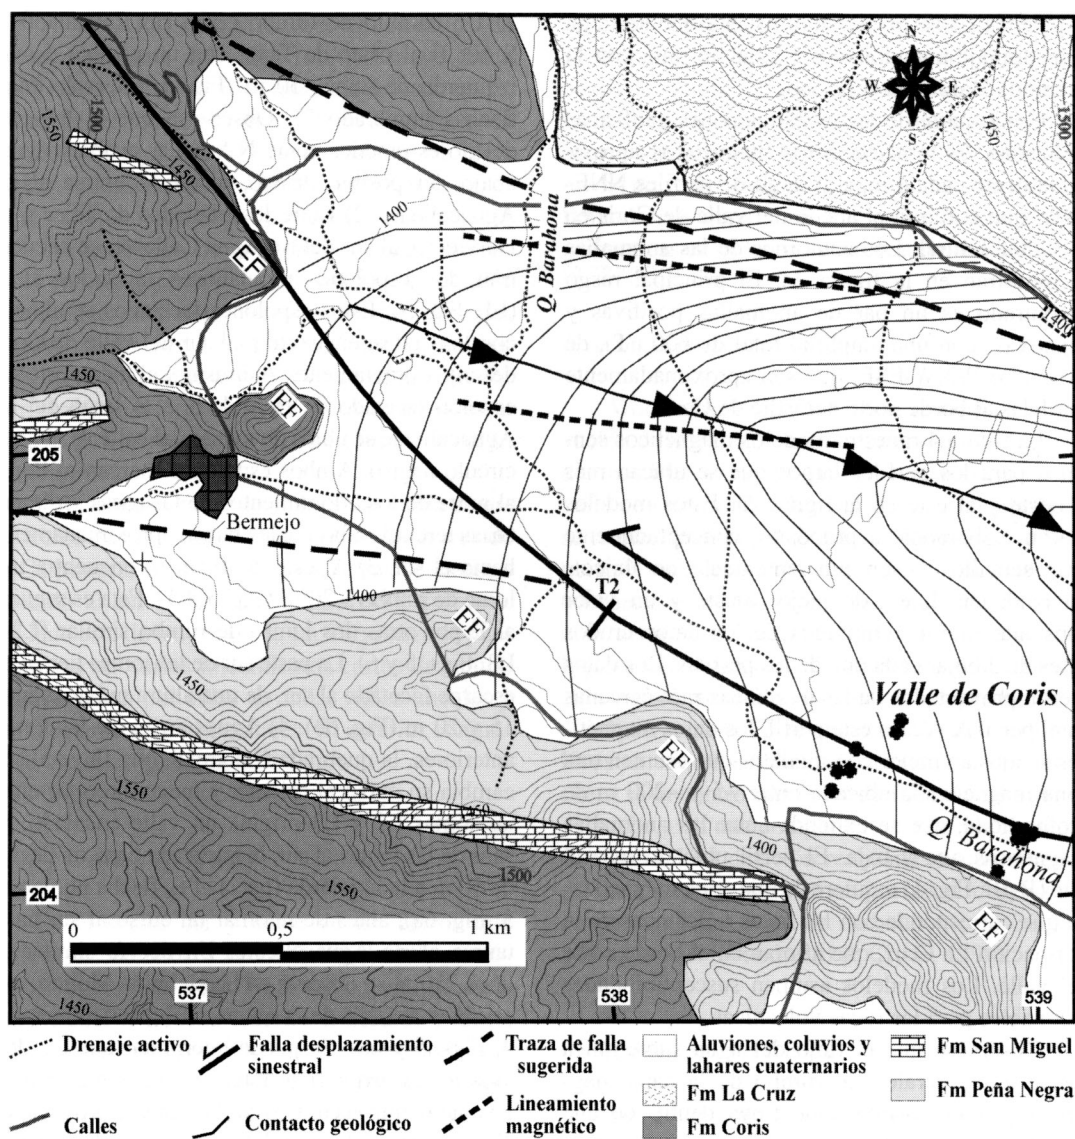 N
W E
S
1500
1550
1450
1500
1450
1400
Q. Barahona
EF
1400
1450
EF
205
Bermejo
1400
T2
EF
1450
Valle de Coris
EF
1550
1450
1400
Q. Barahona
1500
204
1550
EF
0 0,5 1 km
537
538
539
1450
Drenaje activo
Falla desplazamiento
sinestral
Traza de falla
sugerida
Aluviones, coluvios y
lahares cuaternarios
Fm San Miguel
Fm La Cruz
Fm Peña Negra
Calles
Contacto geológico
Lineamiento
magnético
Fm Coris